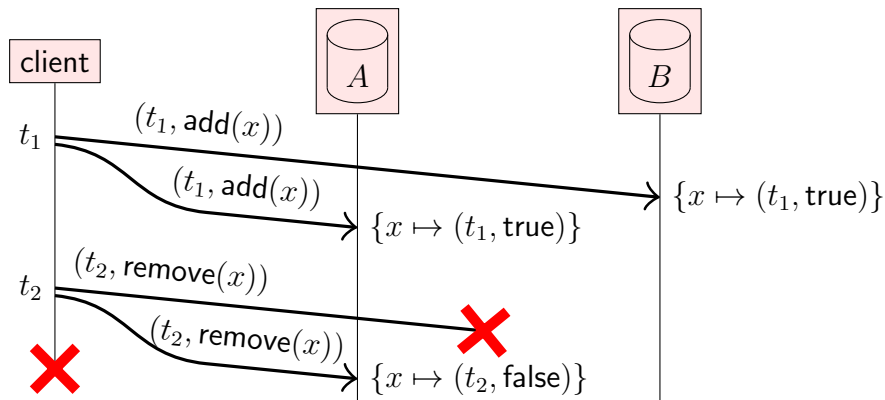 client
A
B
t₁
(t₁, add(x))
(t₁, add(x))
{x ↦ (t₁, true)}
{x ↦ (t₁, true)}
t₂
(t₂, remove(x))
(t₂, remove(x))
{x ↦ (t₂, false)}